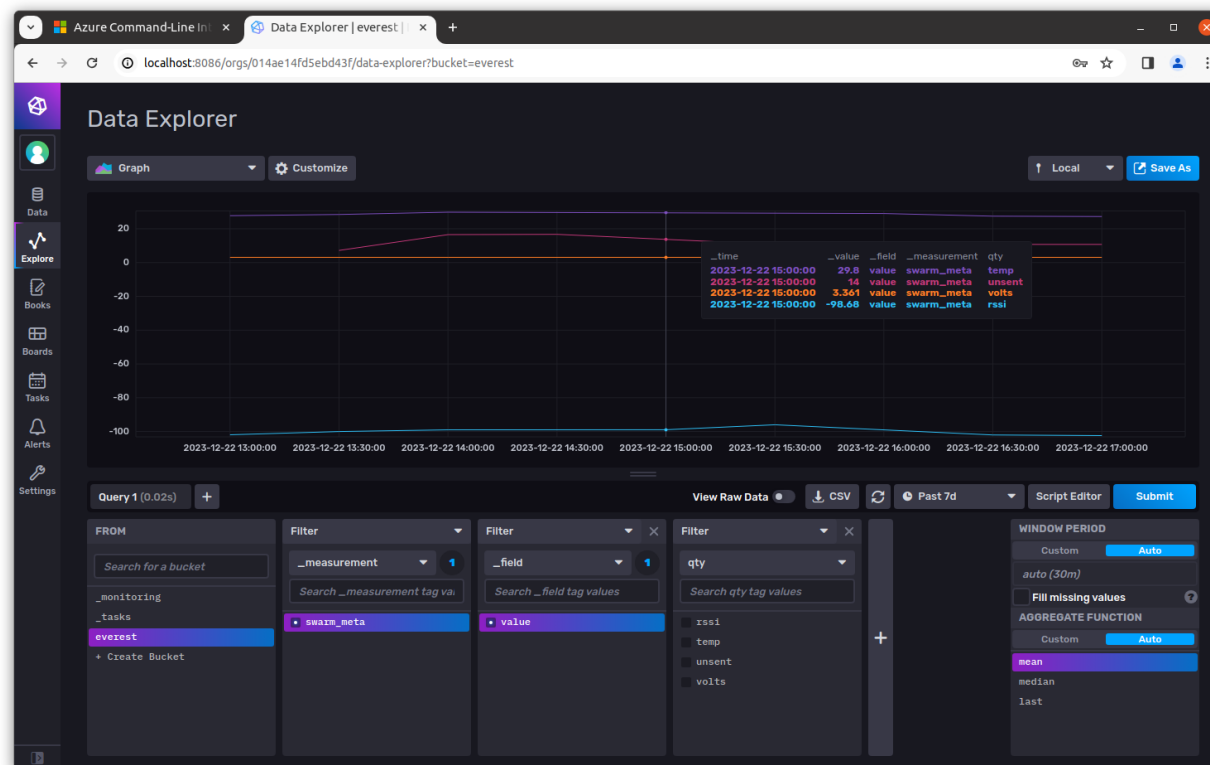 Azure Command-Line Int
Data Explorer | everest |
localhost:8086/orgs/014ae14fd5ebd43f/data-explorer?bucket=everest
Data Explorer
Graph
Customize
Local
Save As
Data
Explore
Books
Boards
Tasks
Alerts
Settings
20
0
-20
-40
-60
-80
-100
_time _value _field _measurement qty
2023-12-22 15:00:00 29.8 value swarm_meta temp
2023-12-22 15:00:00 14 value swarm_meta unsent
2023-12-22 15:00:00 3.361 value swarm_meta volts
2023-12-22 15:00:00 -98.68 value swarm_meta rssi
2023-12-22 13:00:00 2023-12-22 13:30:00 2023-12-22 14:00:00 2023-12-22 14:30:00 2023-12-22 15:00:00 2023-12-22 15:30:00 2023-12-22 16:00:00 2023-12-22 16:30:00 2023-12-22 17:00:00
Query 1 (0.02s)
+
View Raw Data
CSV
Past 7d
Script Editor
Submit
FROM
Search for a bucket
_monitoring
_tasks
everest
+ Create Bucket
Filter
_measurement
1
Search _measurement tag val
swarm_meta
Filter
_field
1
Search _field tag values
value
Filter
qty
Search qty tag values
rssi
temp
unsent
volts
+
WINDOW PERIOD
Custom Auto
auto (30m)
Fill missing values ?
AGGREGATE FUNCTION
Custom Auto
mean
median
last